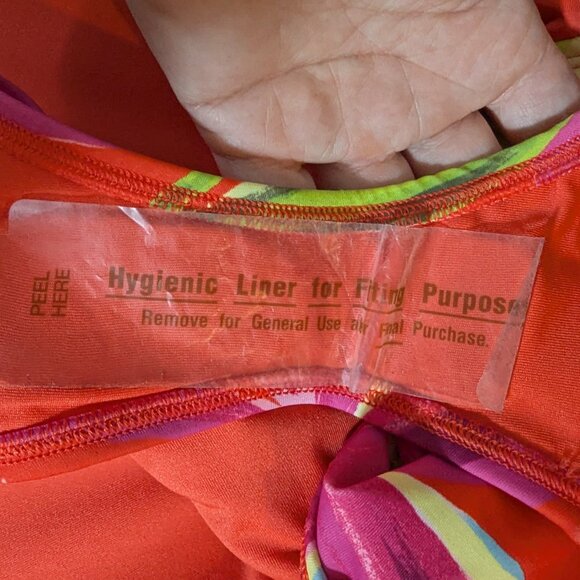 PEEL
HERE
Hygienic Liner for Fitting Purpose
Remove for General Use Final Purchase.